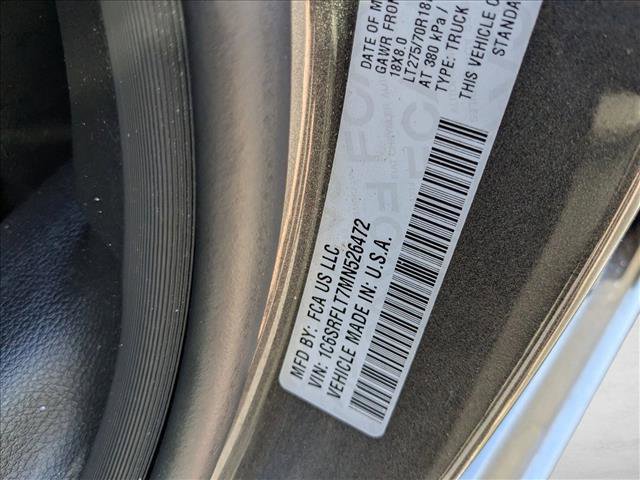 MFD BY: FCA US LLC
VIN: 1C6SRFLT7MN526472
VEHICLE MADE IN: U.S.A.
DATE OF M
GAWR FRON
18X8.0
LT275/70R18
AT 380 kPa /
TYPE: TRUCK
THIS VEHICLE C
STANDA